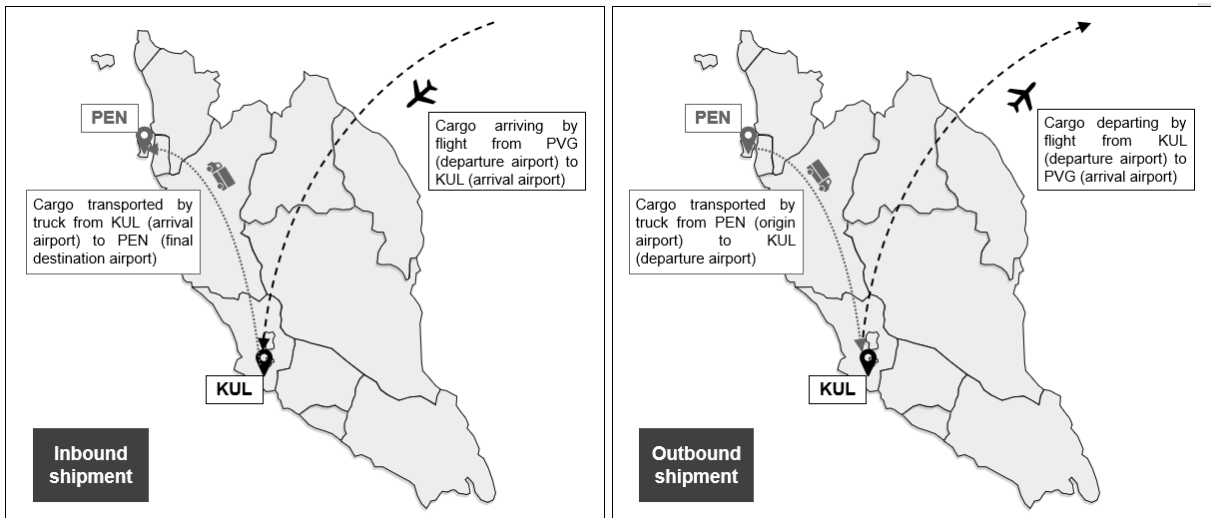 PEN
Cargo arriving by
flight from PVG
(departure airport) to
KUL (arrival airport)
Cargo transported by
truck from KUL (arrival
airport) to PEN (final
destination airport)
KUL
Inbound
shipment
PEN
Cargo departing by
flight from KUL
(departure airport) to
PVG (arrival airport)
Cargo transported by
truck from PEN (origin
airport) to KUL
(departure airport)
KUL
Outbound
shipment